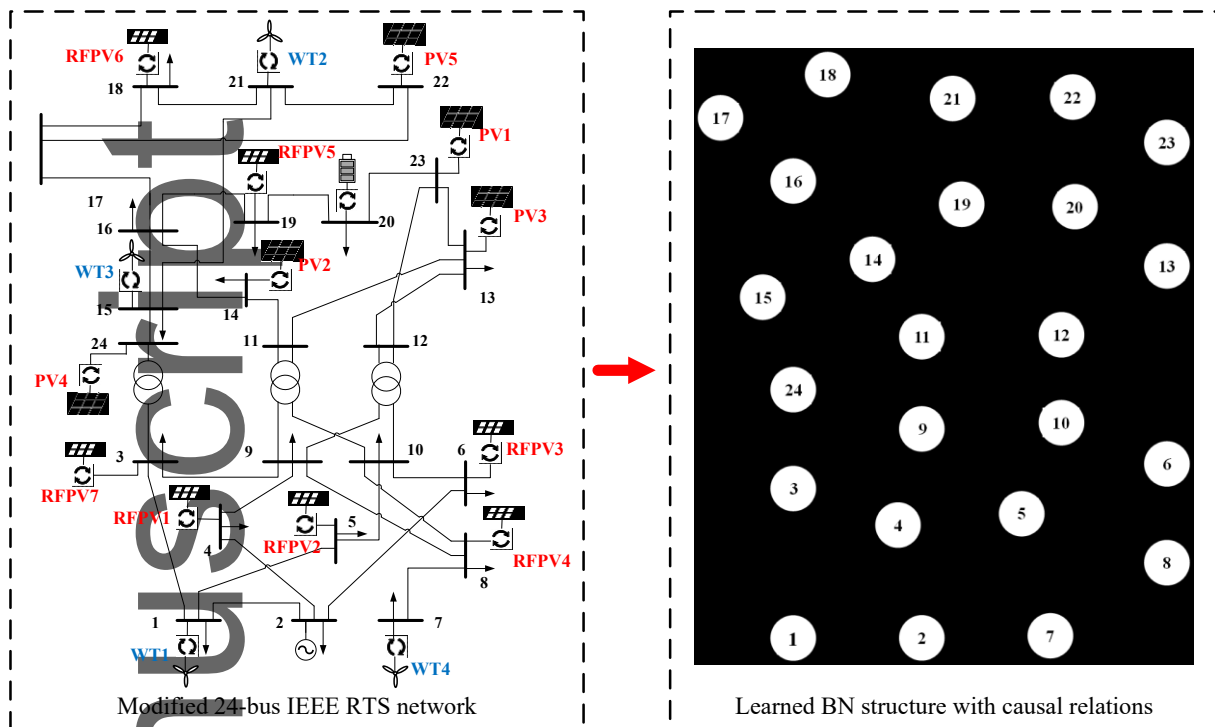 RFPV6
WT2
PV5
18
21
22
PV1
RFPV5
23
PV3
17
16
19
20
WT3
PV2
13
15
14
24
11
12
PV4
3
9
10
6
RFPV3
RFPV7
RFPV1
RFPV2
5
4
RFPV4
8
1
2
7
WT1
WT4
Modified 24-bus IEEE RTS network
18
17
21
22
23
16
19
20
14
13
15
11
12
24
9
10
6
3
4
5
8
1
2
7
Learned BN structure with causal relations
nuscript